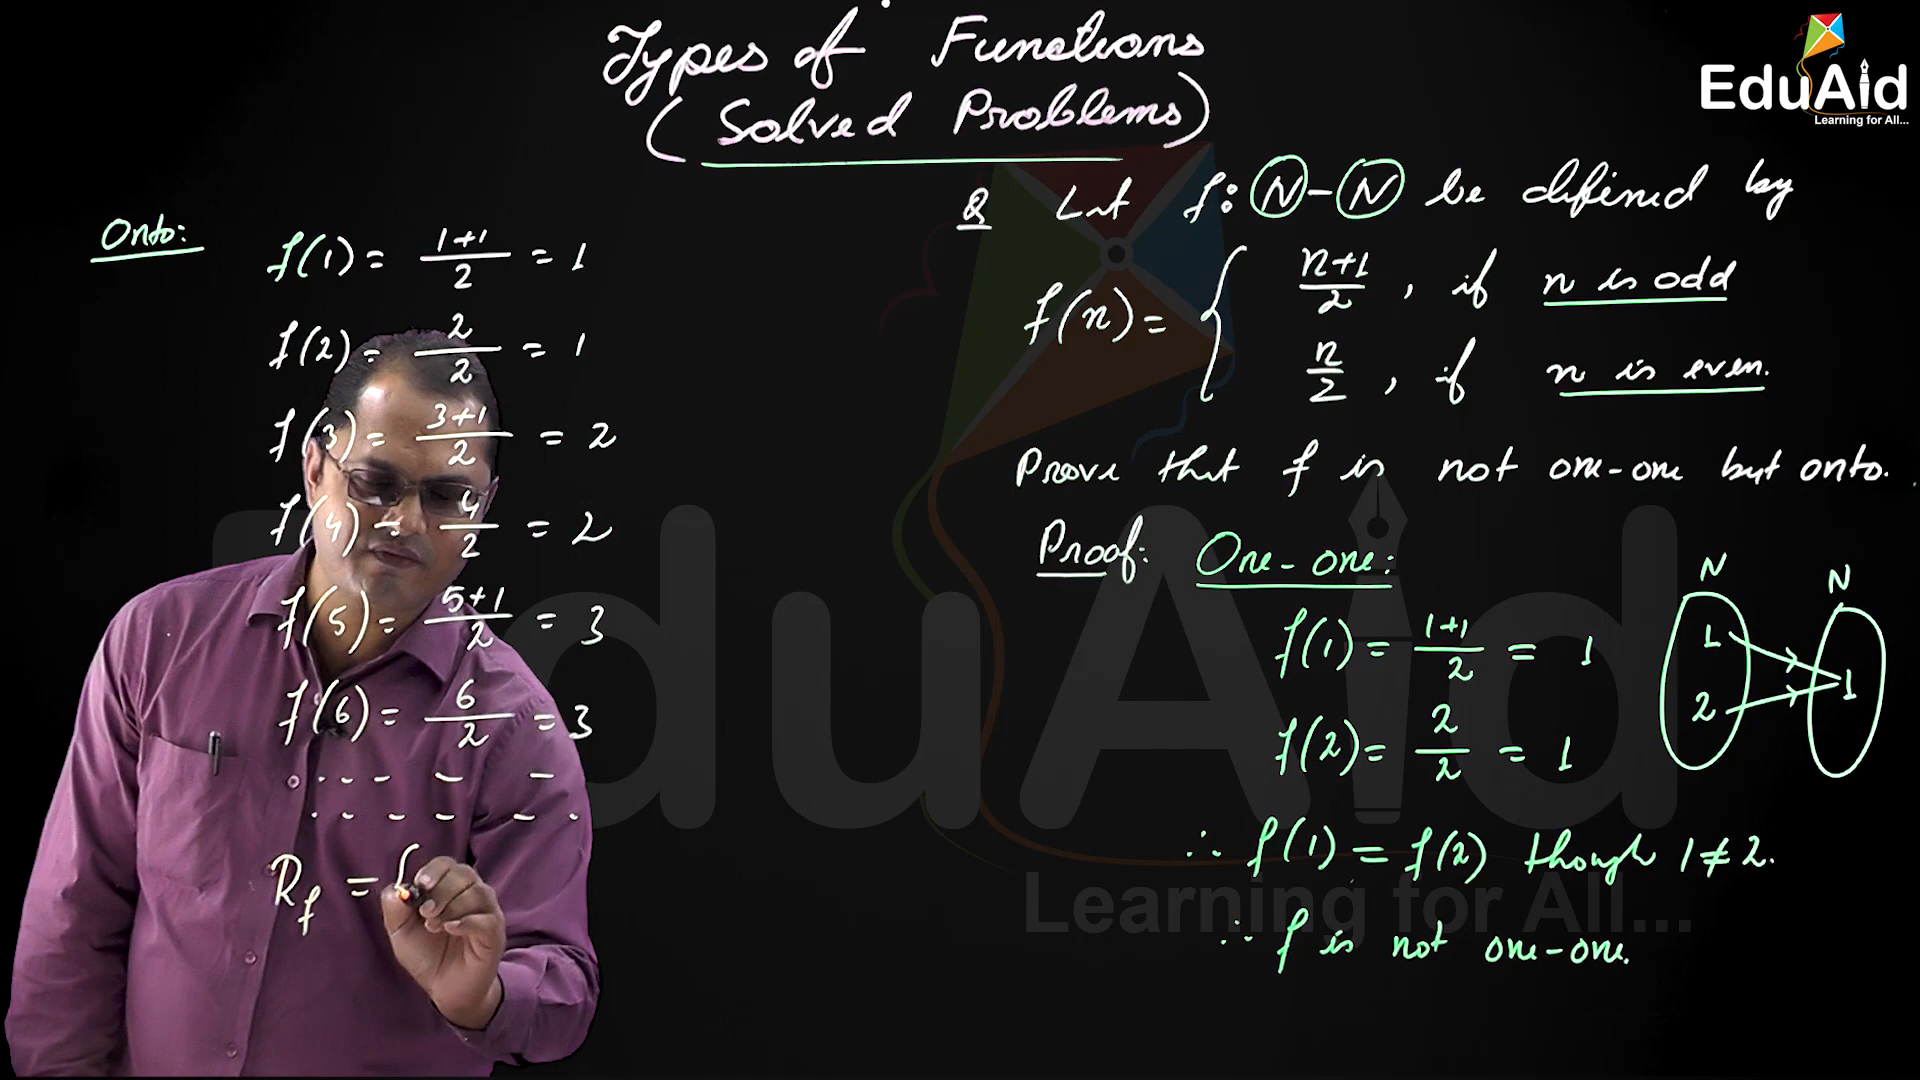 Types of Functions
(Solved Problems)
EduAid
Learning for All...
Q Let f: N - N be defined by
f(n) = { n+1/2 , if n is odd
n/2 , if n is even.
Prove that f is not one-one but onto.
Proof: One-one:
f(1) = 1+1/2 = 1
f(2) = 2/2 = 1
N N
1
2
1
∴ f(1) = f(2) though 1≠2.
∴ f is not one-one.
Onto: f(1) = 1+1/2 = 1
f(2) = 2/2 = 1
f(3) = 3+1/2 = 2
f(4) = 4/2 = 2
f(5) = 5+1/2 = 3
f(6) = 6/2 = 3
R_f = {
EduAid
Learning for All...